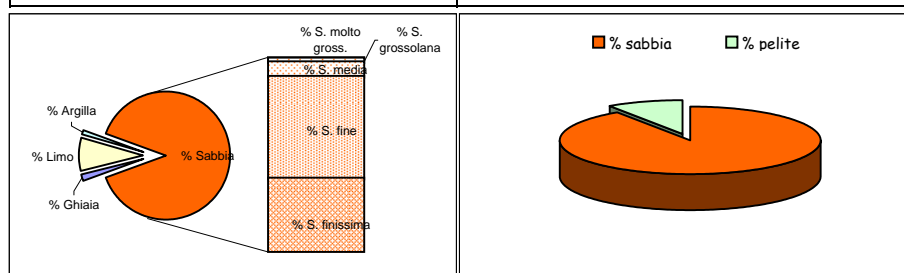 % S. molto
gross.
% S.
grossolana
% S. media
% Argilla
% S. fine
% Limo
% Sabbia
% Ghiaia
% S. finissima
% sabbia
% pelite